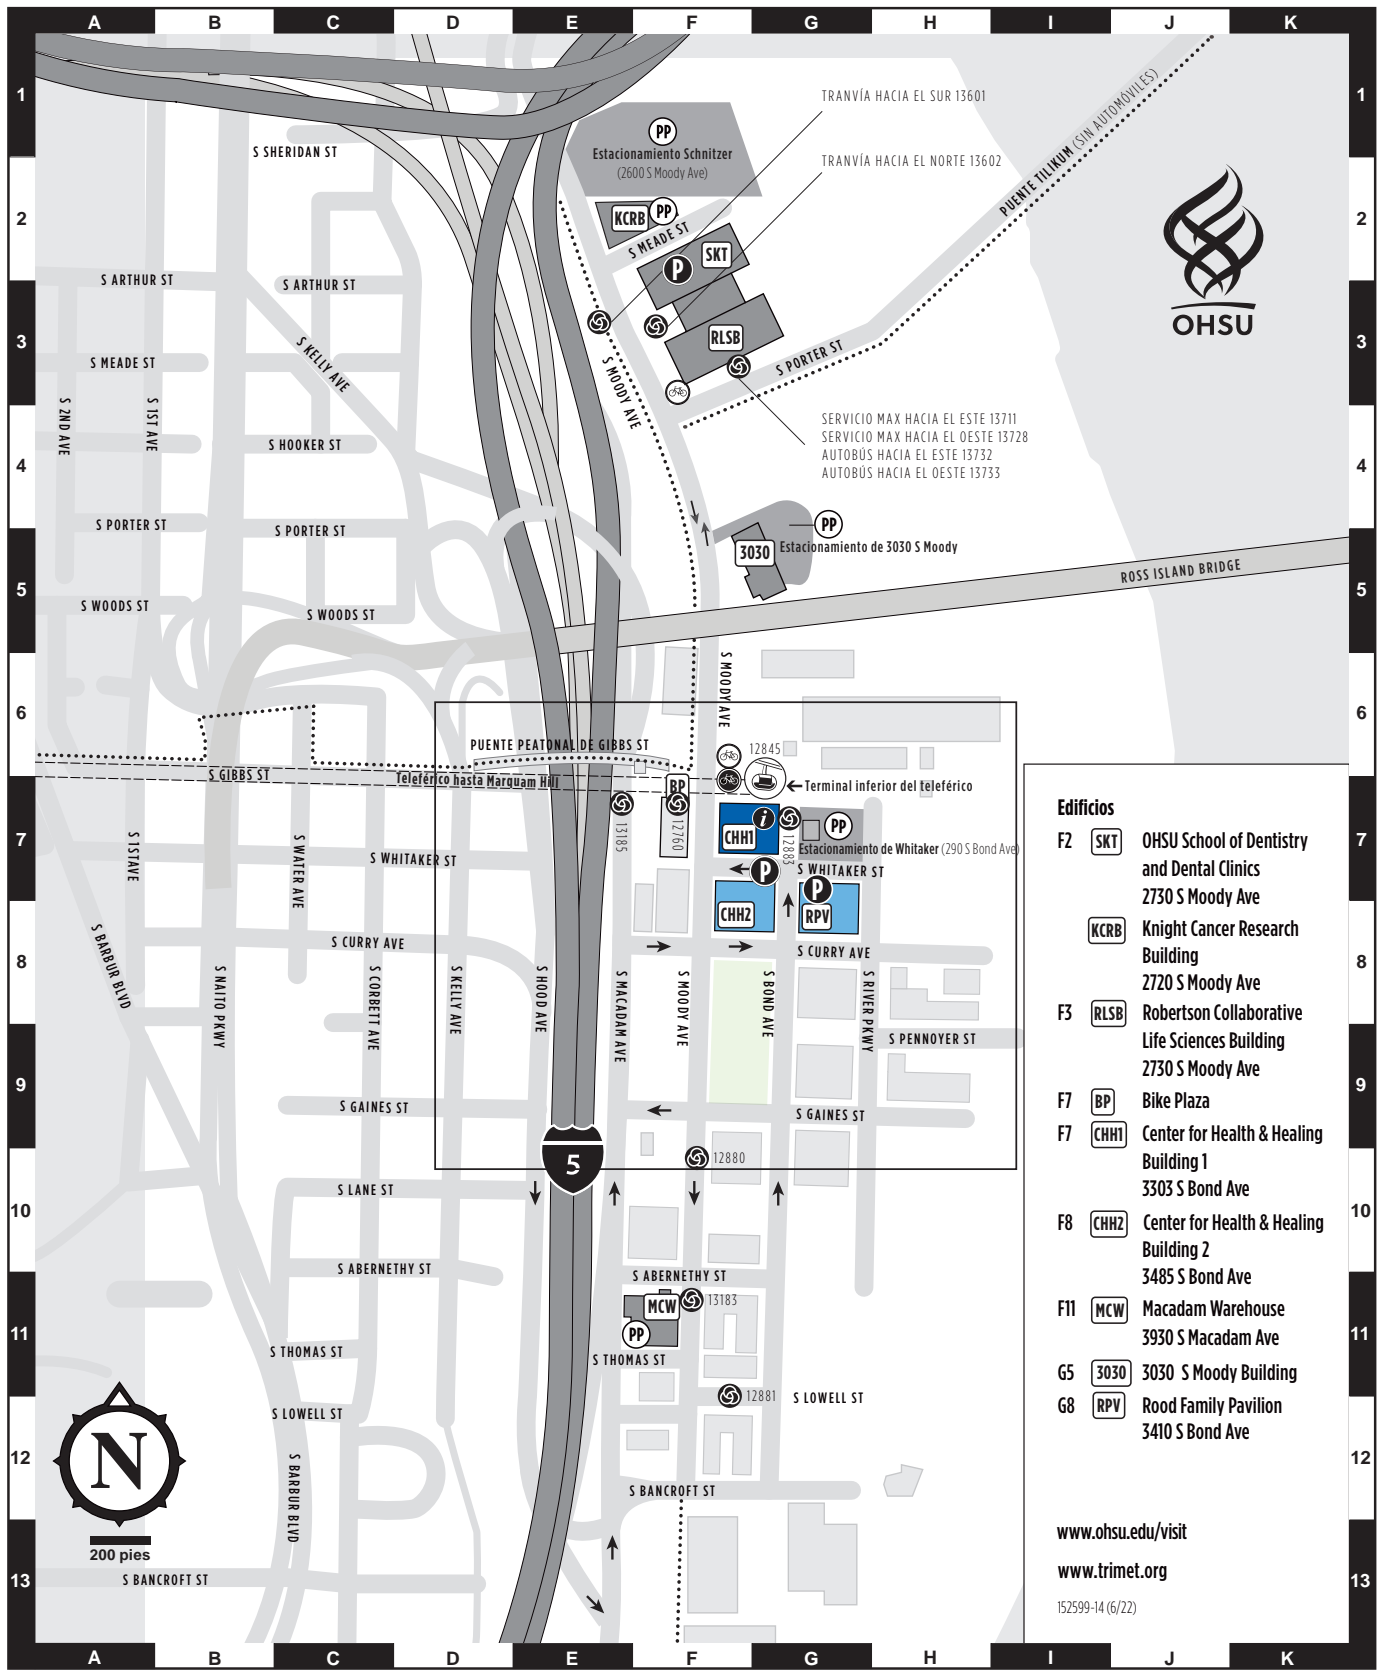 A B C D E F G H I J K
1
TRANVÍA HACIA EL SUR 13601
1
PP
S SHERIDAN ST
Estacionamiento Schnitzer
(2600 S Moody Ave)
TRANVÍA HACIA EL NORTE 13602
PUENTE TILIKUM (SIN AUTOMÓVILES)
2
KCRB
PP
2
S MEADE ST
SKT
P
S ARTHUR ST
S ARTHUR ST
OHSU
3
RLSB
3
S MEADE ST
S KELLY AVE
S MOODY AVE
S PORTER ST
S 2ND AVE
S 1ST AVE
SERVICIO MAX HACIA EL ESTE 13711
SERVICIO MAX HACIA EL OESTE 13728
AUTOBÚS HACIA EL ESTE 13732
AUTOBÚS HACIA EL OESTE 13733
S HOOKER ST
4
4
S PORTER ST
S PORTER ST
PP
3030
Estacionamiento de 3030 S Moody
5
ROSS ISLAND BRIDGE
5
S WOODS ST
S WOODS ST
S MOODY AVE
6
6
PUENTE PEATONAL DE GIBBS ST
12845
S GIBBS ST
Teleférico hasta Marquam Hill
BP
Terminal inferior del teleférico
7
S 1STAVE
S WATER AVE
S WHITAKER ST
13185
12760
CHH1
i
12883
PP
Estacionamiento de Whitaker (290 S Bond Ave)
7
P
S WHITAKER ST
P
CHH2
RPV
8
S BARBUR BLVD
S CURRY AVE
S CURRY AVE
8
S NAITO PKWY
S CORBETT AVE
S KELLY AVE
S HOOD AVE
S MACADAM AVE
S MOODY AVE
S BOND AVE
S RIVER PKWY
S PENNOYER ST
9
9
S GAINES ST
S GAINES ST
5
12880
10
S LANE ST
10
S ABERNETHY ST
S ABERNETHY ST
MCW
13183
11
PP
11
S THOMAS ST
S THOMAS ST
12881
S LOWELL ST
S LOWELL ST
N
12
S BARBUR BLVD
S BANCROFT ST
12
200 pies
13
S BANCROFT ST
13
Edificios
F2 SKT OHSU School of Dentistry
and Dental Clinics
2730 S Moody Ave
KCRB Knight Cancer Research
Building
2720 S Moody Ave
F3 RLSB Robertson Collaborative
Life Sciences Building
2730 S Moody Ave
F7 BP Bike Plaza
F7 CHH1 Center for Health & Healing
Building 1
3303 S Bond Ave
F8 CHH2 Center for Health & Healing
Building 2
3485 S Bond Ave
F11 MCW Macadam Warehouse
3930 S Macadam Ave
G5 3030 3030 S Moody Building
G8 RPV Rood Family Pavilion
3410 S Bond Ave
www.ohsu.edu/visit
www.trimet.org
152599-14 (6/22)
A B C D E F G H I J K